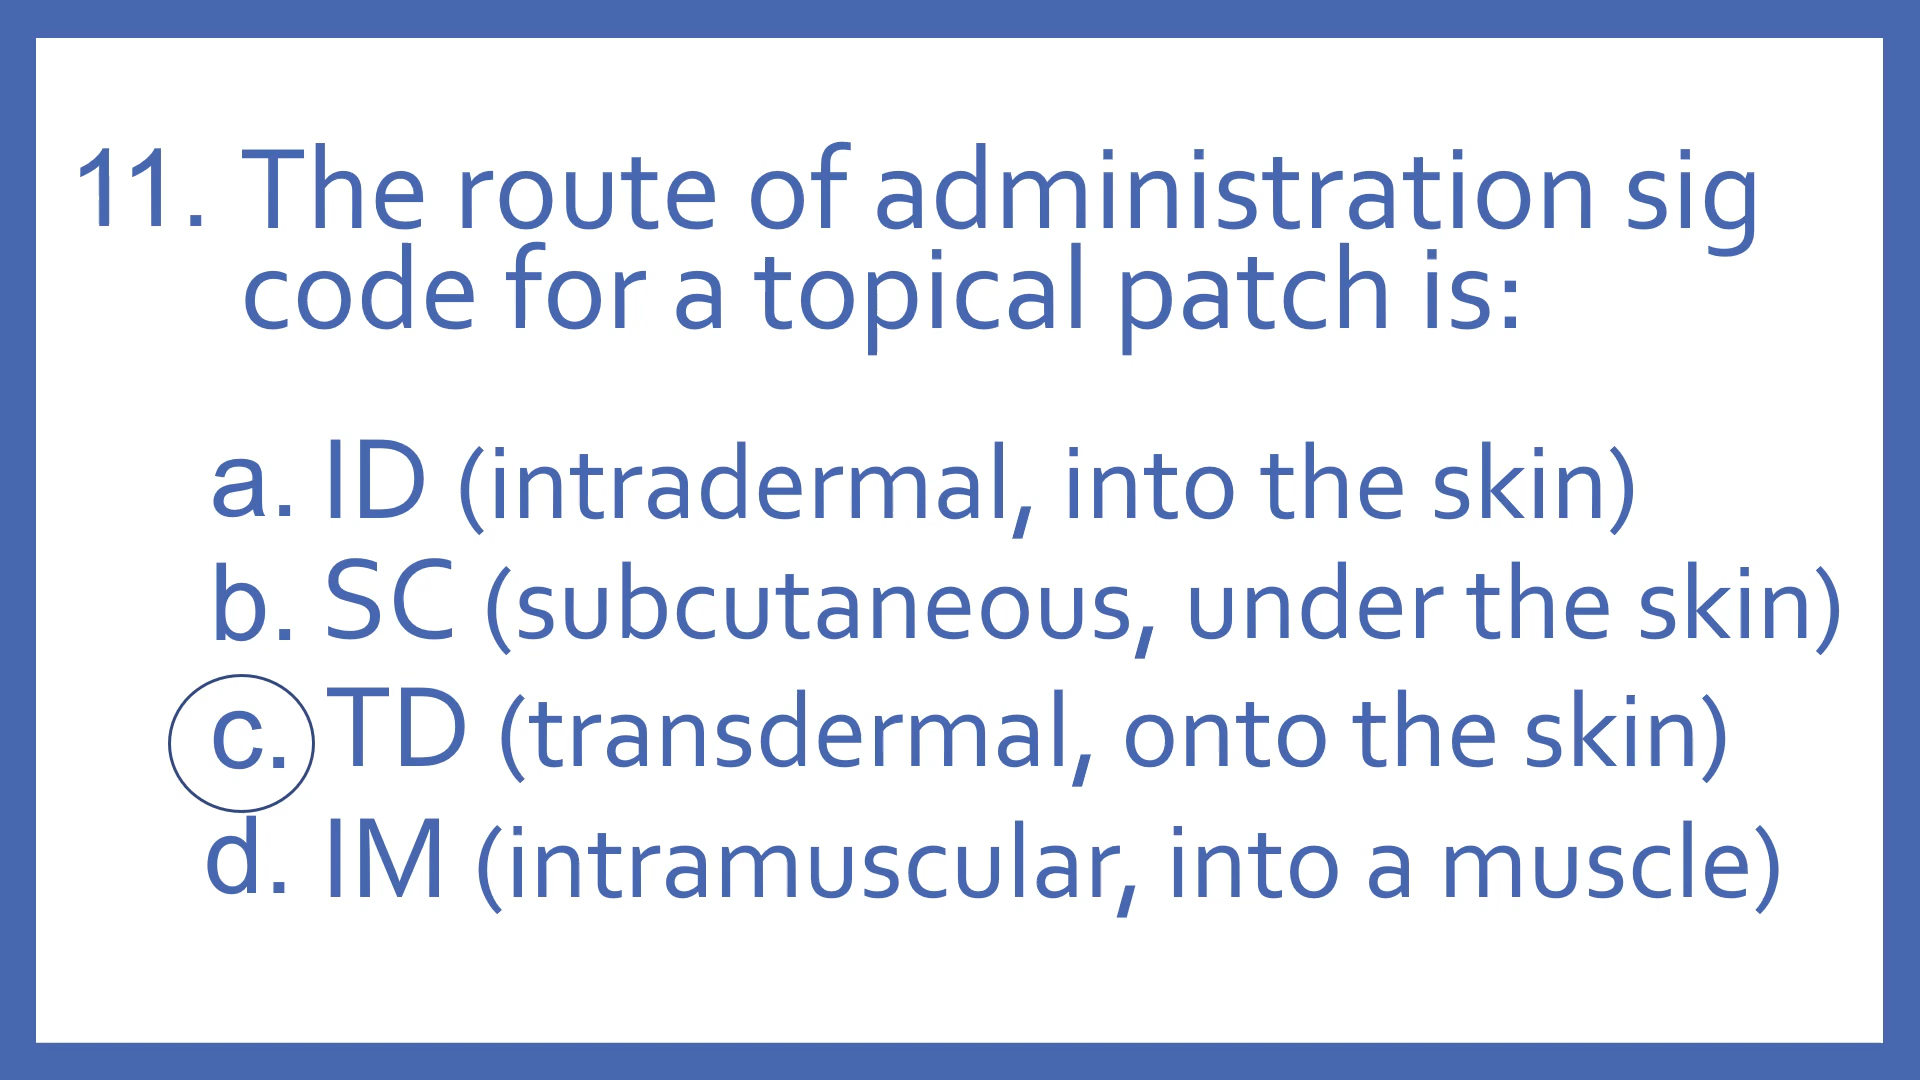 11. The route of administration sig
code for a topical patch is:
a. ID (intradermal, into the skin)
b. SC (subcutaneous, under the skin)
c. TD (transdermal, onto the skin)
d. IM (intramuscular, into a muscle)